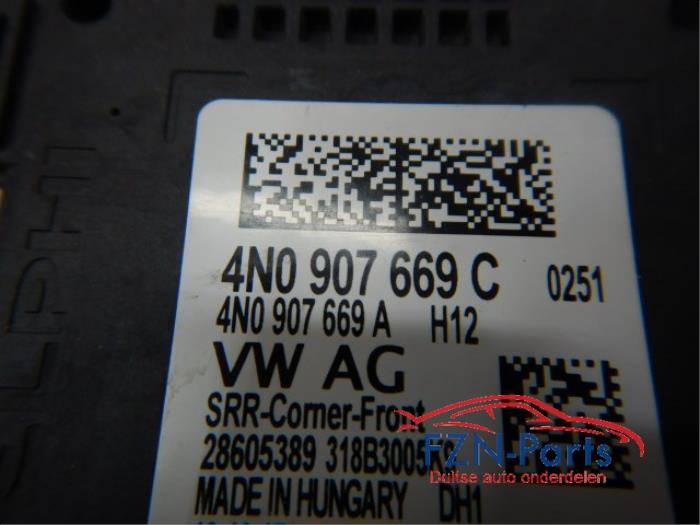 4N0 907 669 C 0251
4N0 907 669 A H12
VW AG
SRR-Corner-Front
28605389
MADE IN HUNGARY DH1
FZN-Parts
Duitse auto onderdelen